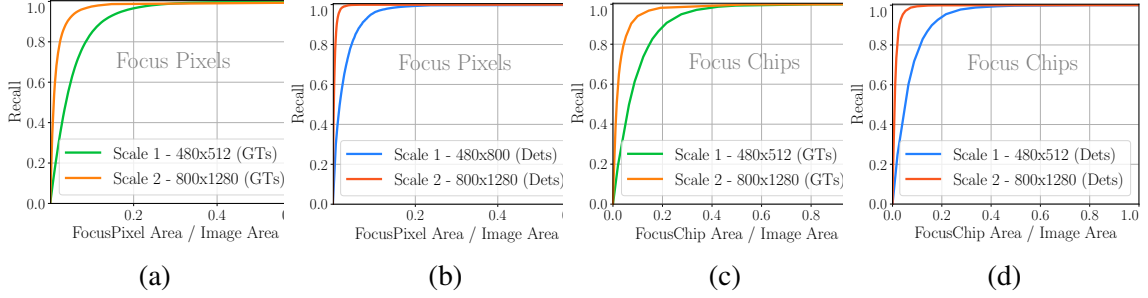 1.0
0.8
0.6
0.4
0.2
0.0
Recall
Focus Pixels
Scale 1 - 480x512 (GTs)
Scale 2 - 800x1280 (GTs)
0.2
0.4
FocusPixel Area / Image Area
(a)
1.0
0.8
0.6
0.4
0.2
0.0
Recall
Focus Pixels
Scale 1 - 480x800 (Dets)
Scale 2 - 800x1280 (Dets)
0.2
0.4
FocusPixel Area / Image Area
(b)
1.0
0.8
0.6
0.4
0.2
0.0
Recall
Focus Chips
Scale 1 - 480x512 (GTs)
Scale 2 - 800x1280 (GTs)
0.0
0.2
0.4
0.6
0.8
FocusChip Area / Image Area
(c)
1.0
0.8
0.6
0.4
0.2
0.0
Recall
Focus Chips
Scale 1 - 480x512 (Dets)
Scale 2 - 800x1280 (Dets)
0.0
0.2
0.4
0.6
0.8
1.0
FocusChip Area / Image Area
(d)